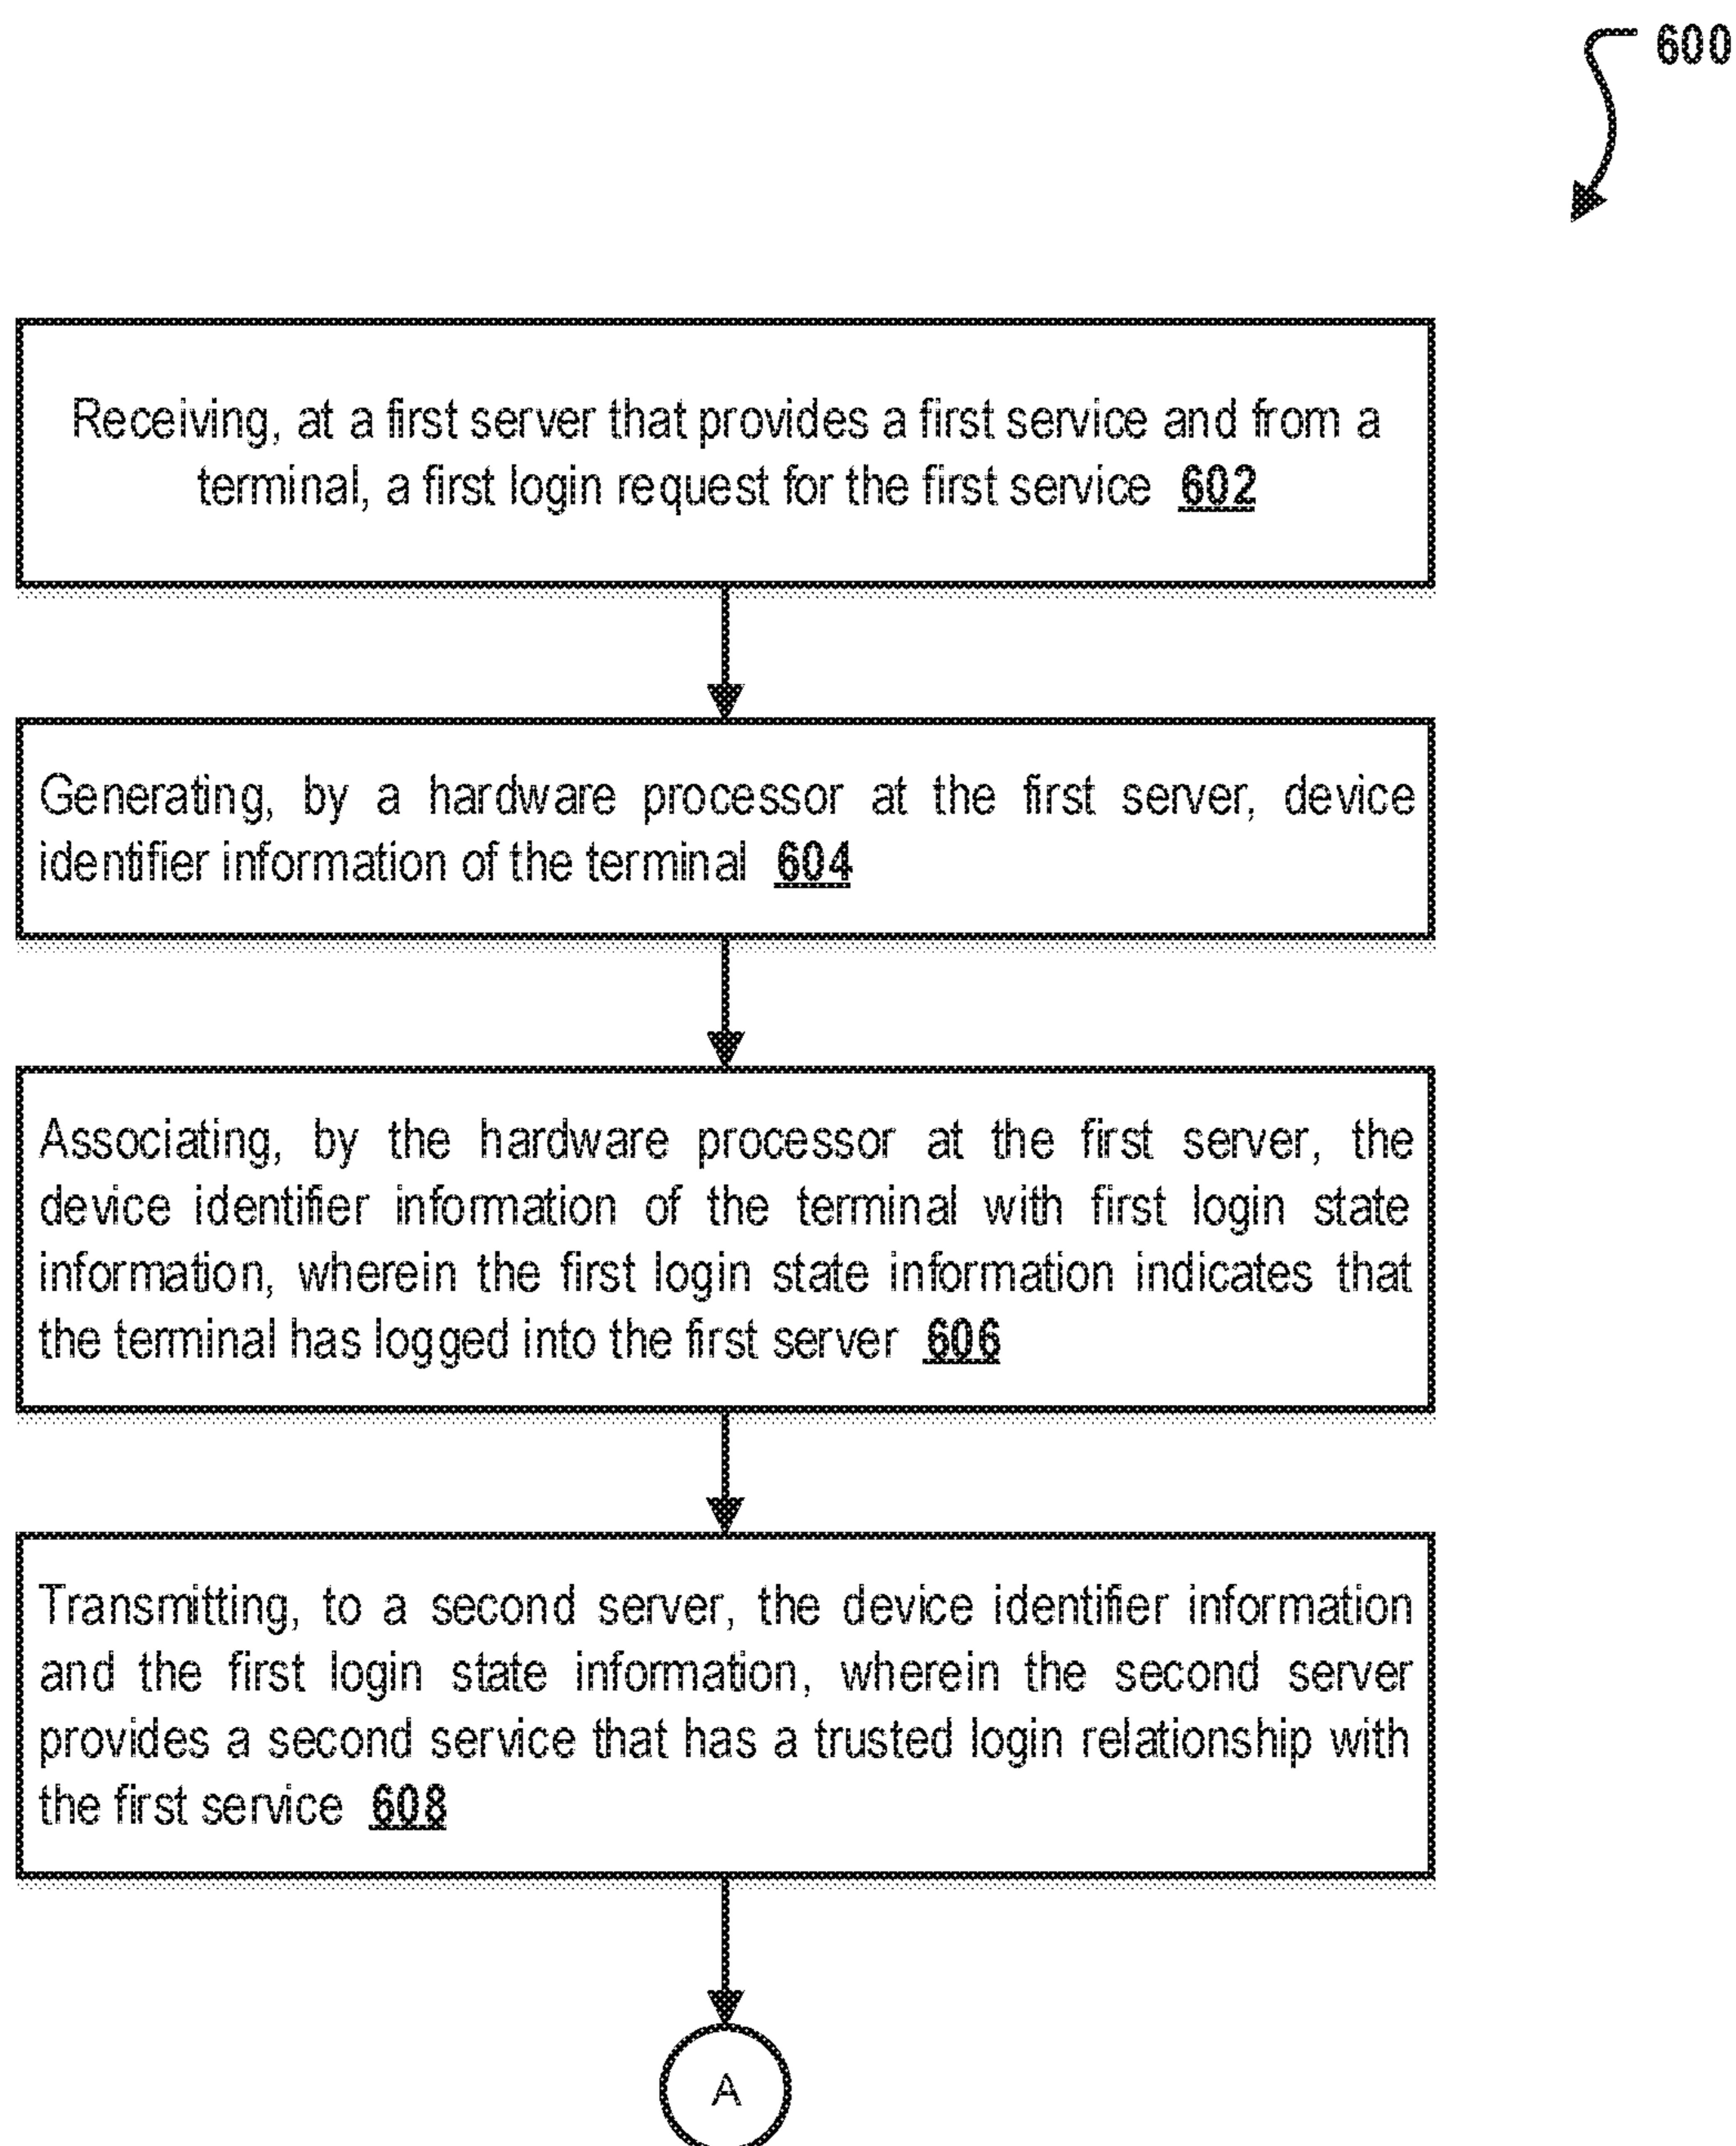 600
Receiving, at a first server that provides a first service and from a
terminal, a first login request for the first service 602
Generating, by a hardware processor at the first server, device
identifier information of the terminal 604
Associating, by the hardware processor at the first server, the
device identifier information of the terminal with first login state
information, wherein the first login state information indicates that
the terminal has logged into the first server 606
Transmitting, to a second server, the device identifier information
and the first login state information, wherein the second server
provides a second service that has a trusted login relationship with
the first service 608
A